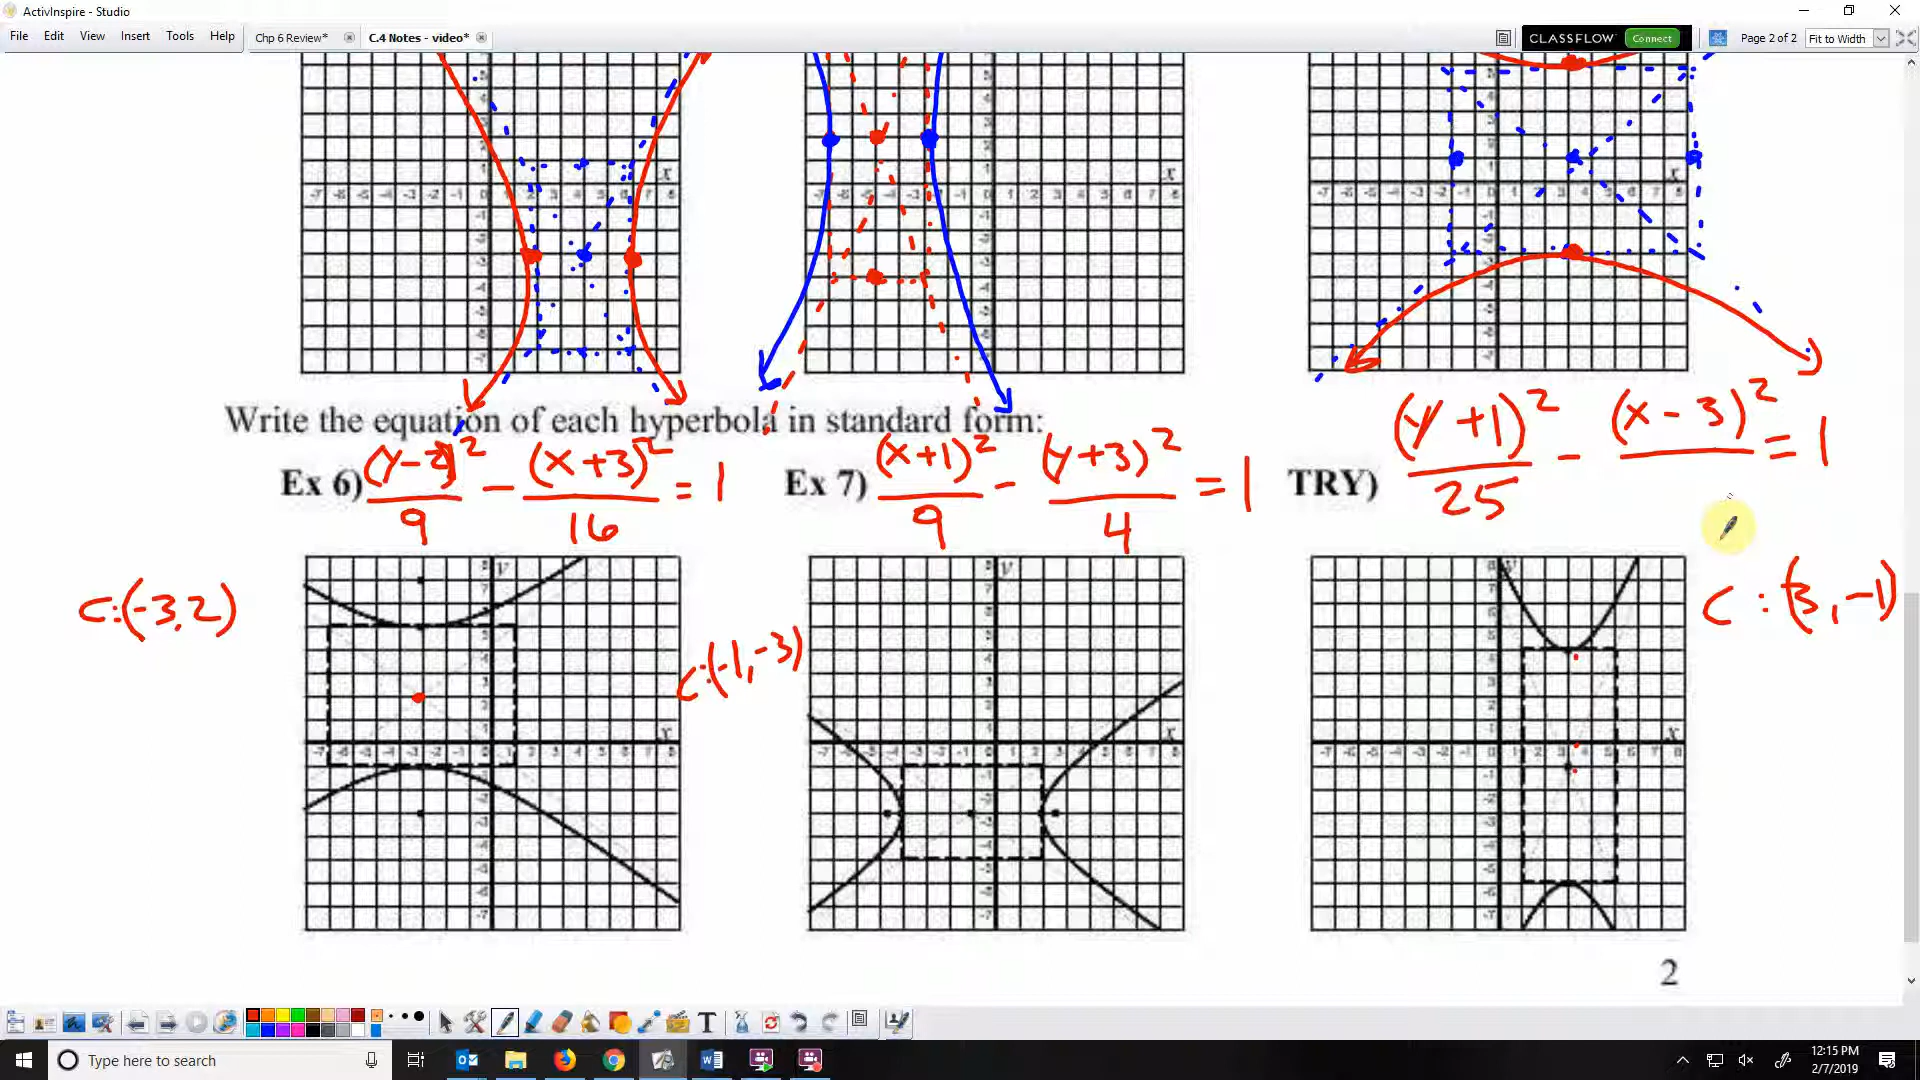 ActivInspire - Studio
File Edit View Insert Tools Help
Chp 6 Review*
C.4 Notes - video*
CLASSFLOW Connect
Page 2 of 2
Fit to Width
Write the equation of each hyperbola in standard form:
Ex 6) (y-2)²/9 - (x+3)²/16 = 1
Ex 7) (x+1)²/9 - (y+3)²/4 = 1
TRY) (y+1)²/25 - (x-3)²/ = 1
C:(-3,2)
C:(-1,-3)
C:(3,-1)
2
Type here to search
12:15 PM
2/7/2019